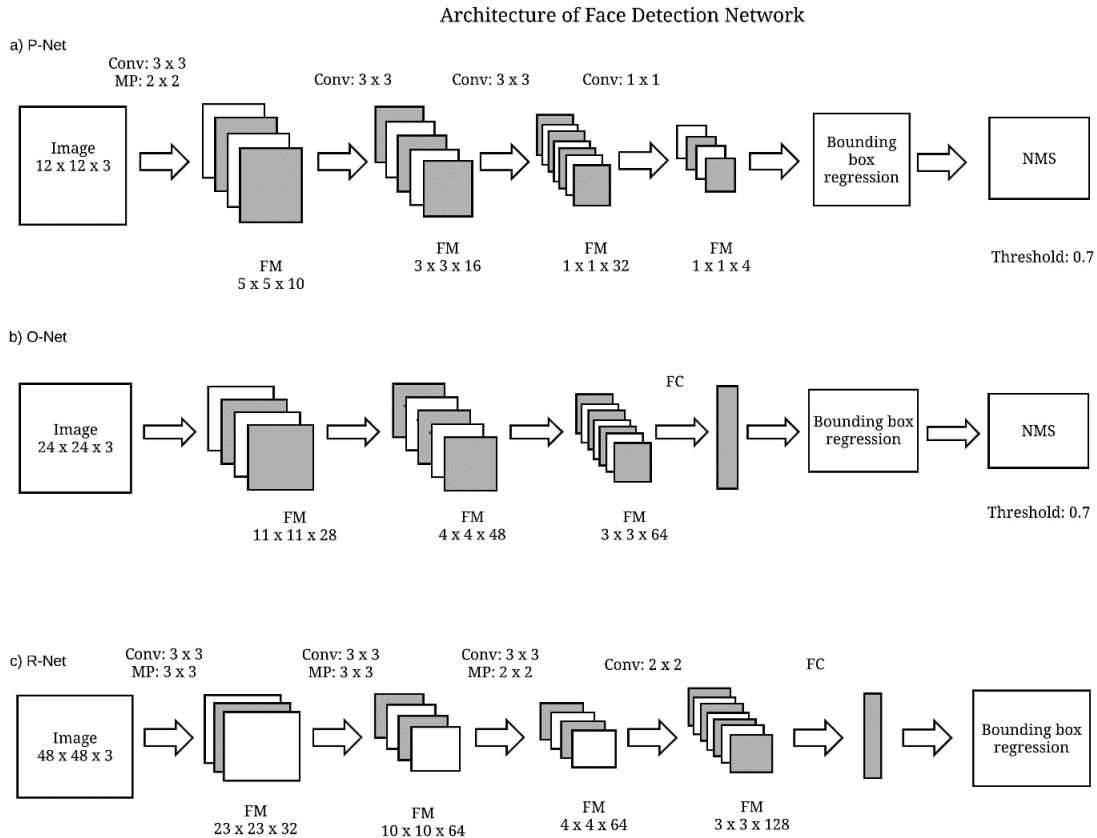 Architecture of Face Detection Network
a) P-Net
Conv: 3 x 3
MP: 2 x 2
Conv: 3 x 3
Conv: 3 x 3
Conv: 1 x 1
Image
12 x 12 x 3
Bounding
box
regression
NMS
FM
5 x 5 x 10
FM
3 x 3 x 16
FM
1 x 1 x 32
FM
1 x 1 x 4
Threshold: 0.7
b) O-Net
FC
Image
24 x 24 x 3
Bounding box
regression
NMS
FM
11 x 11 x 28
FM
4 x 4 x 48
FM
3 x 3 x 64
Threshold: 0.7
c) R-Net
Conv: 3 x 3
MP: 3 x 3
Conv: 3 x 3
MP: 3 x 3
Conv: 3 x 3
MP: 2 x 2
Conv: 2 x 2
FC
Image
48 x 48 x 3
Bounding box
regression
FM
23 x 23 x 32
FM
10 x 10 x 64
FM
4 x 4 x 64
FM
3 x 3 x 128